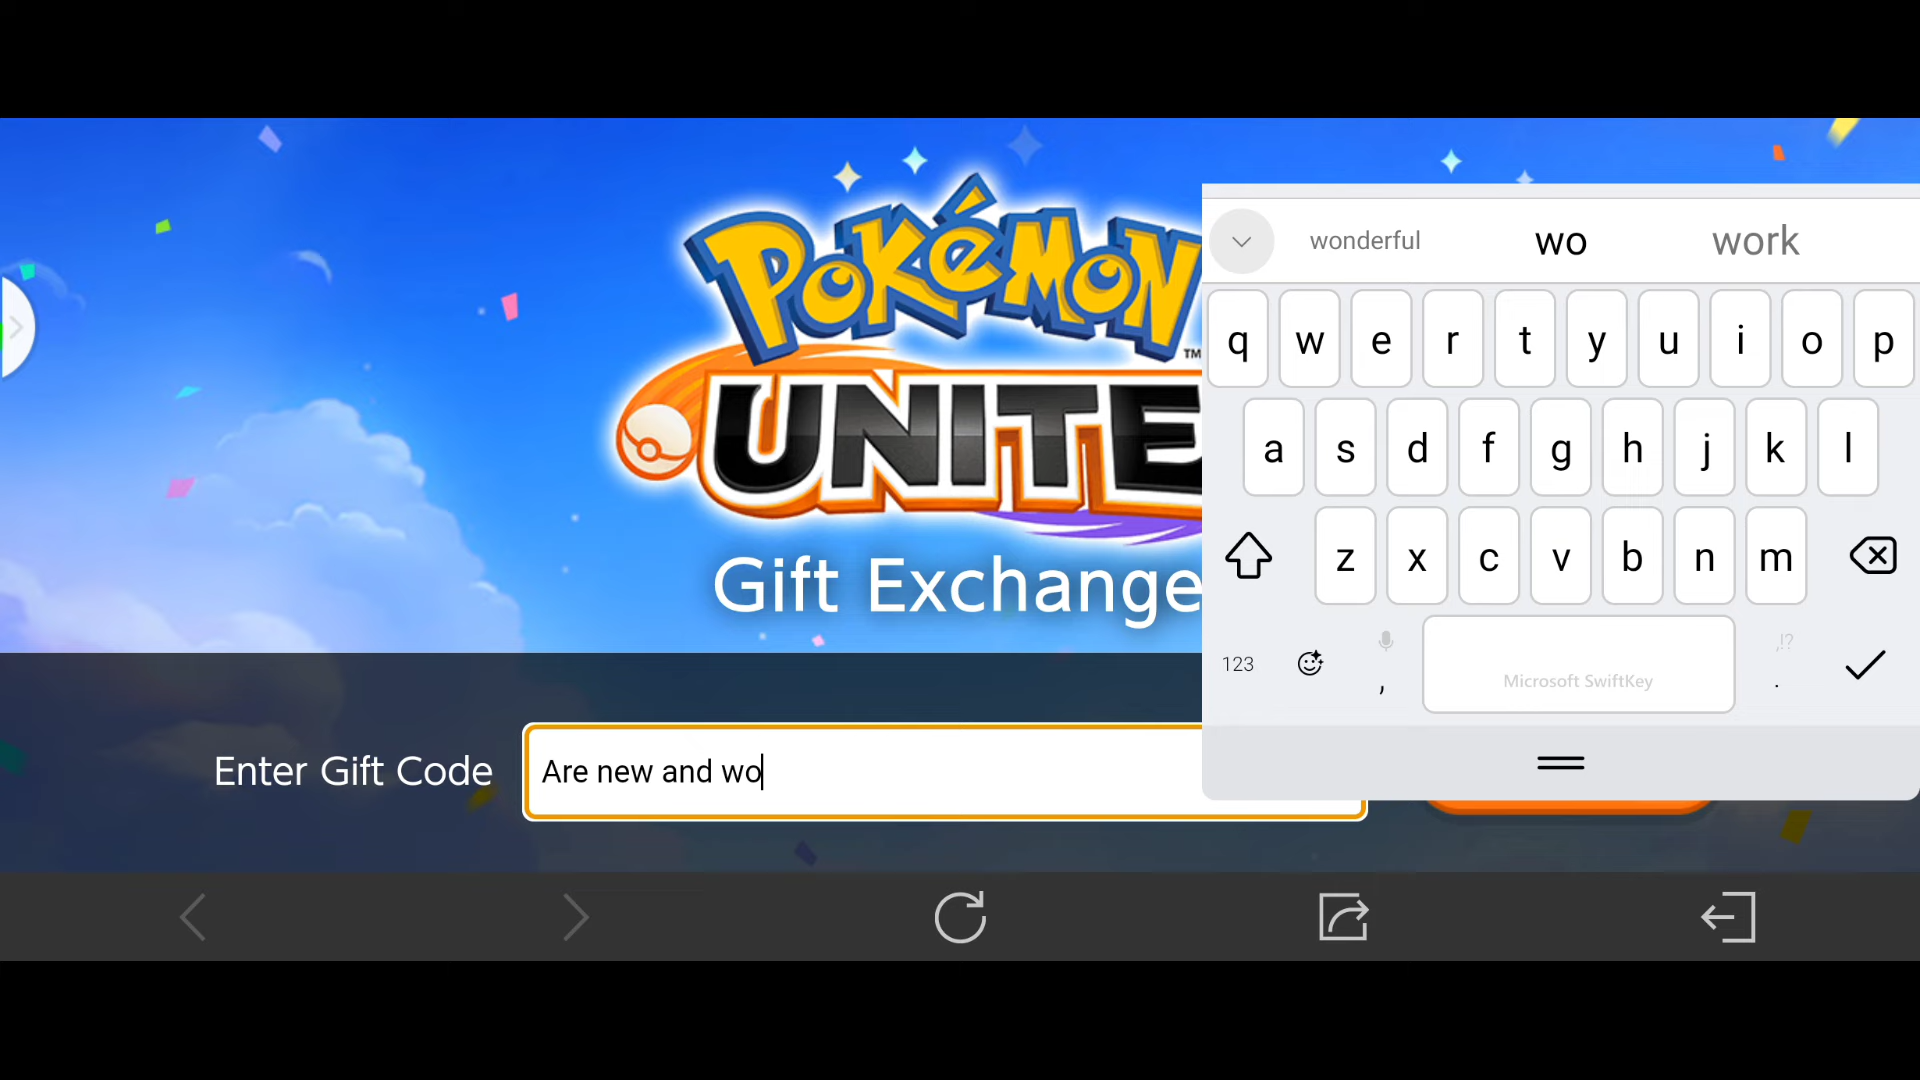 POKÉMON
TM
UNITE
Gift Exchange
wonderful wo work
q w e r t y u i o p
a s d f g h j k l
z x c v b n m
123 , Microsoft SwiftKey ,!? .
Enter Gift Code Are new and wo